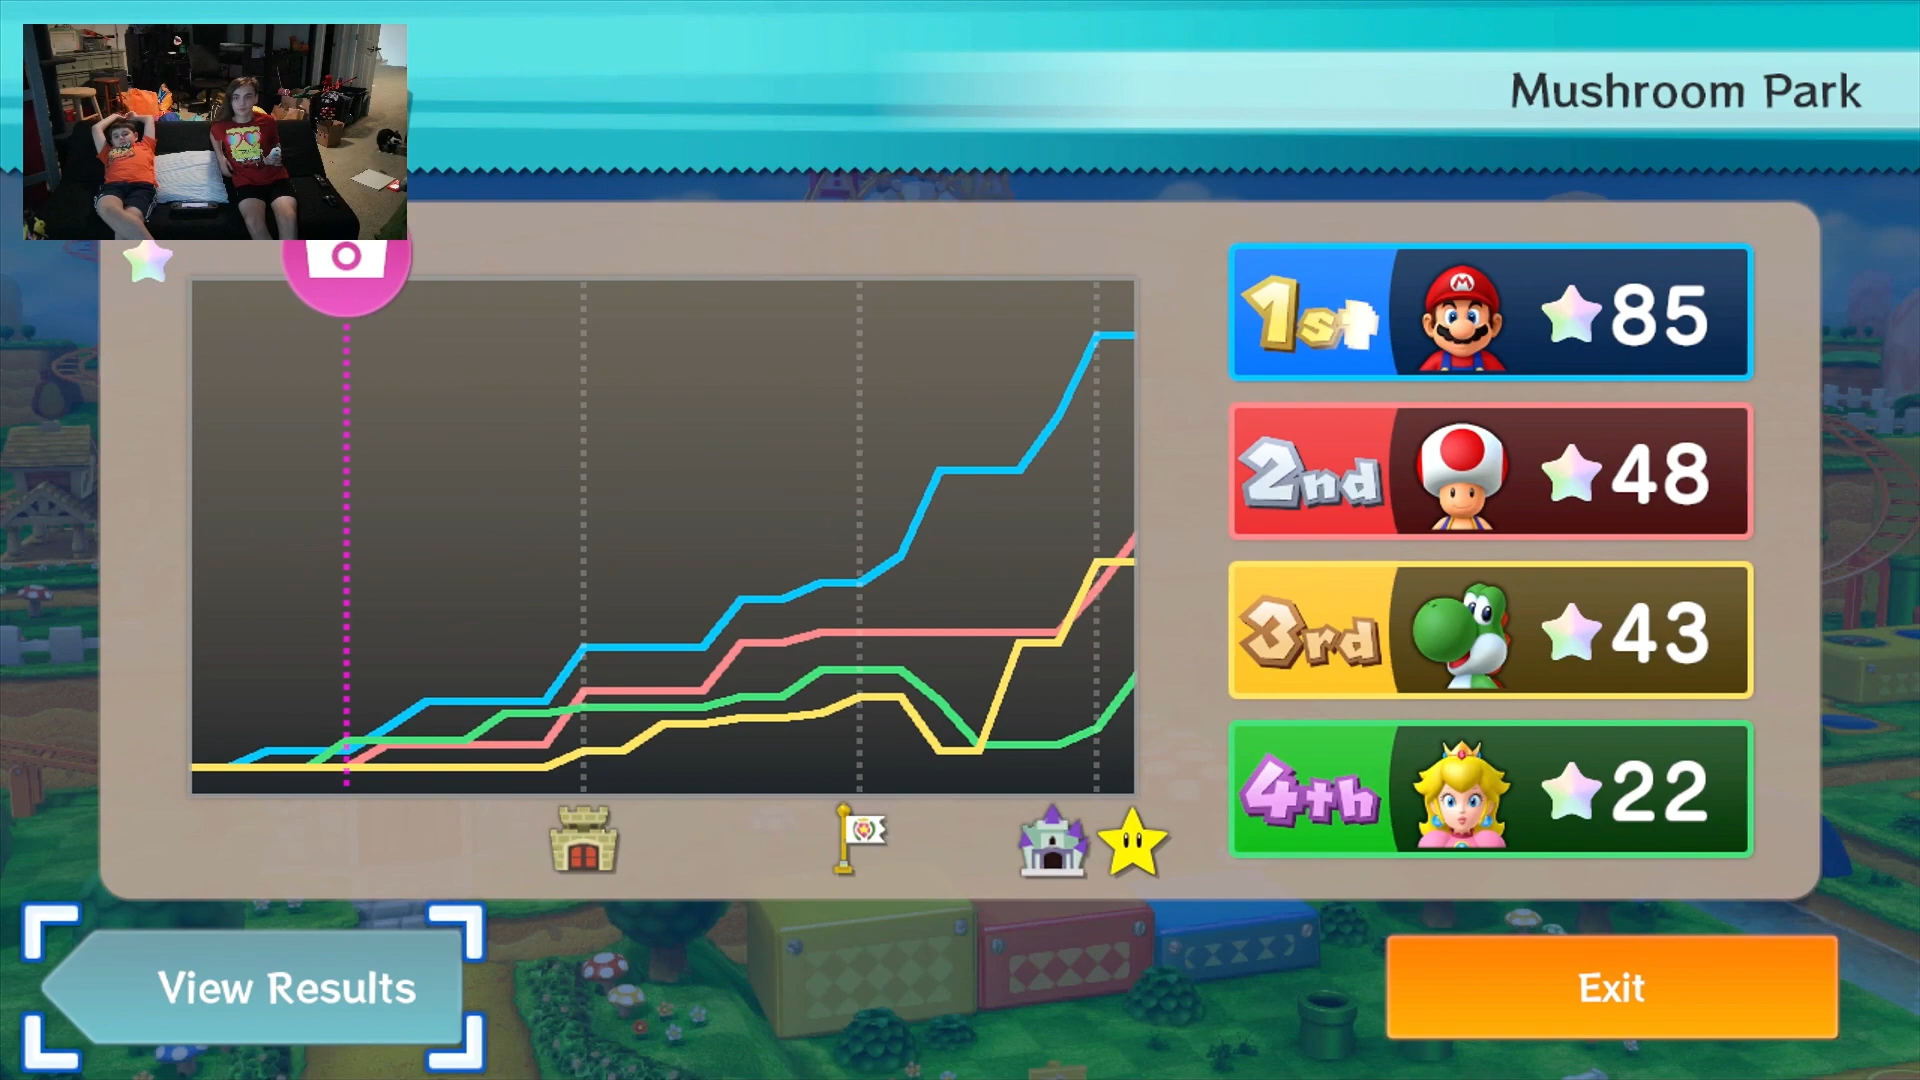 Mushroom Park
1st 85
2nd 48
3rd 43
4th 22
View Results
Exit